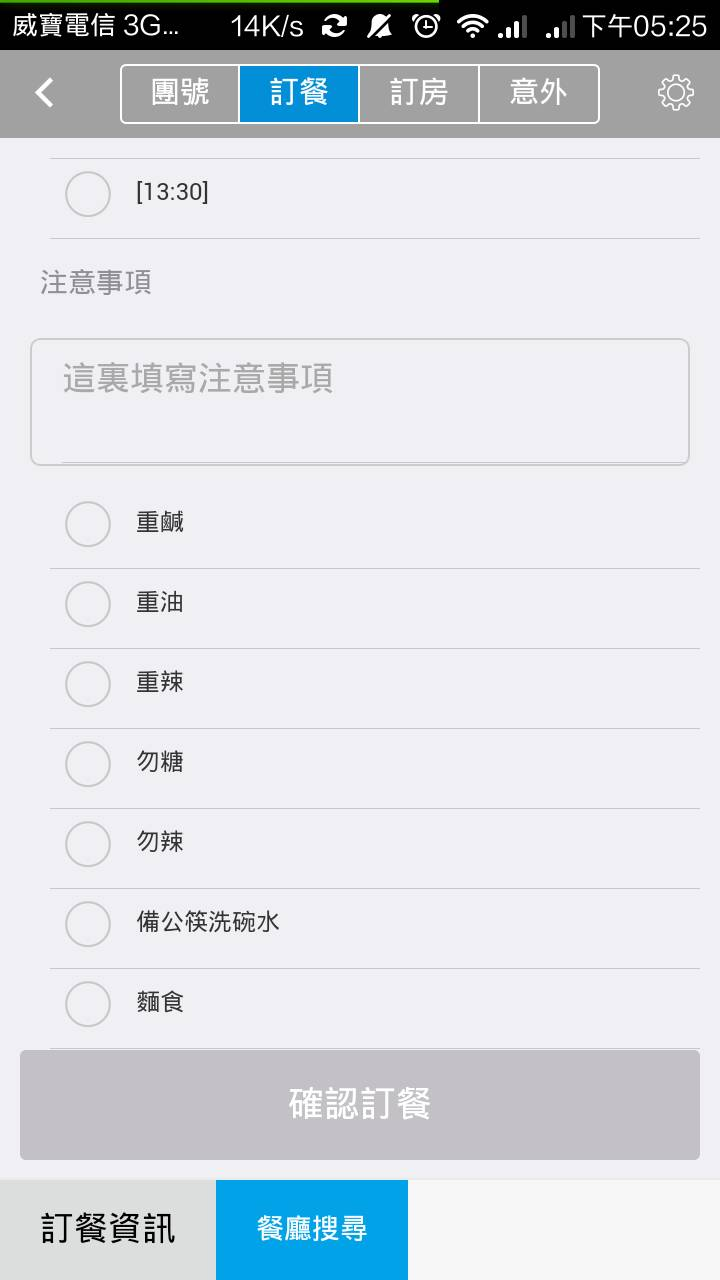 威寶電信 3G... 14K/s 下午05:25
團號 訂餐 訂房 意外
[13:30]
注意事項
這裏填寫注意事項
重鹹
重油
重辣
勿糖
勿辣
備公筷洗碗水
麵食
確認訂餐
訂餐資訊 餐廳搜尋